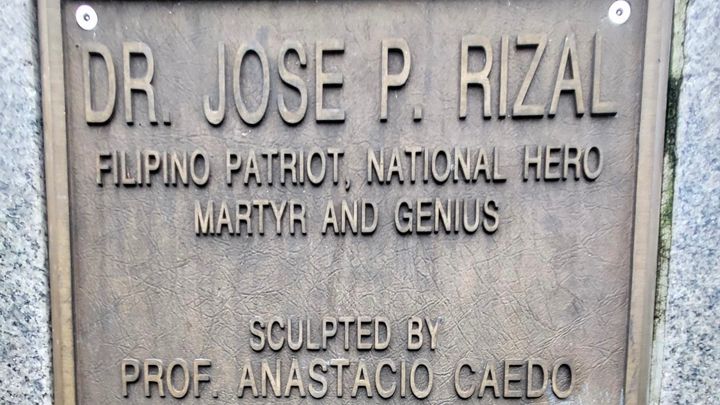 DR. JOSE P. RIZAL
FILIPINO PATRIOT, NATIONAL HERO
MARTYR AND GENIUS
SCULPTED BY
PROF. ANASTACIO CAEDO